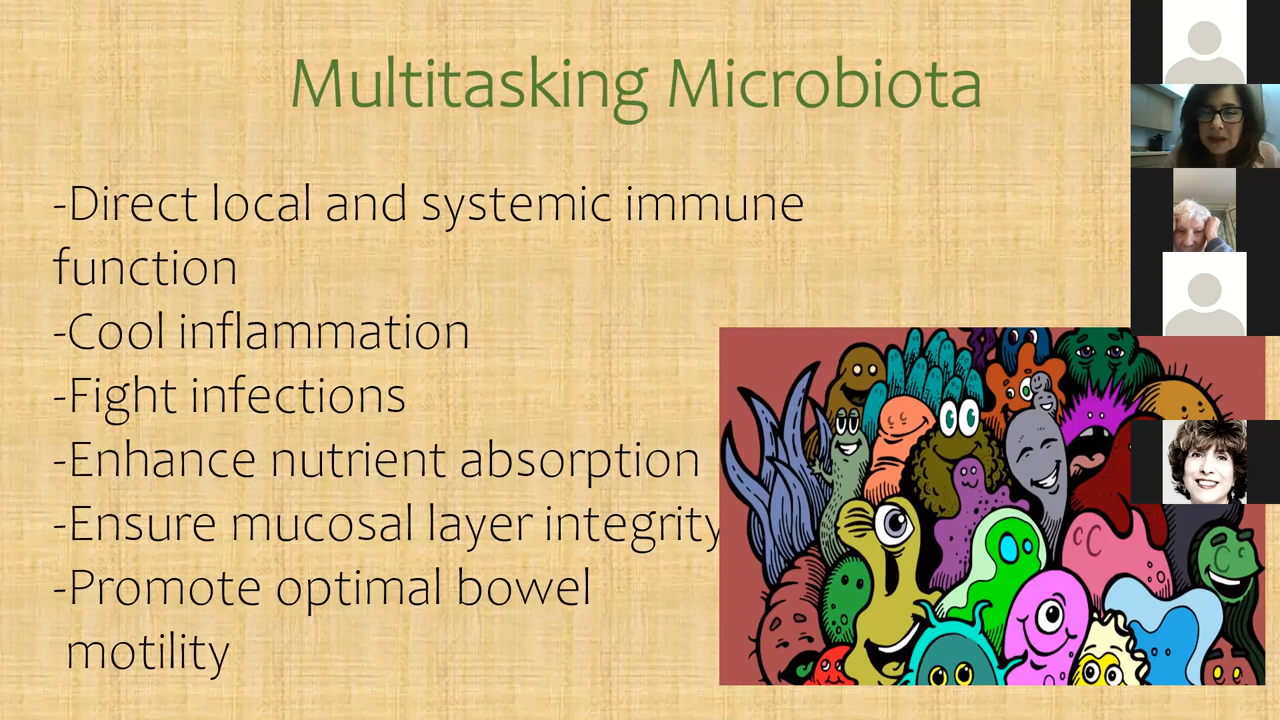 Multitasking Microbiota
-Direct local and systemic immune
function
-Cool inflammation
-Fight infections
-Enhance nutrient absorption
-Ensure mucosal layer integrity
-Promote optimal bowel
motility